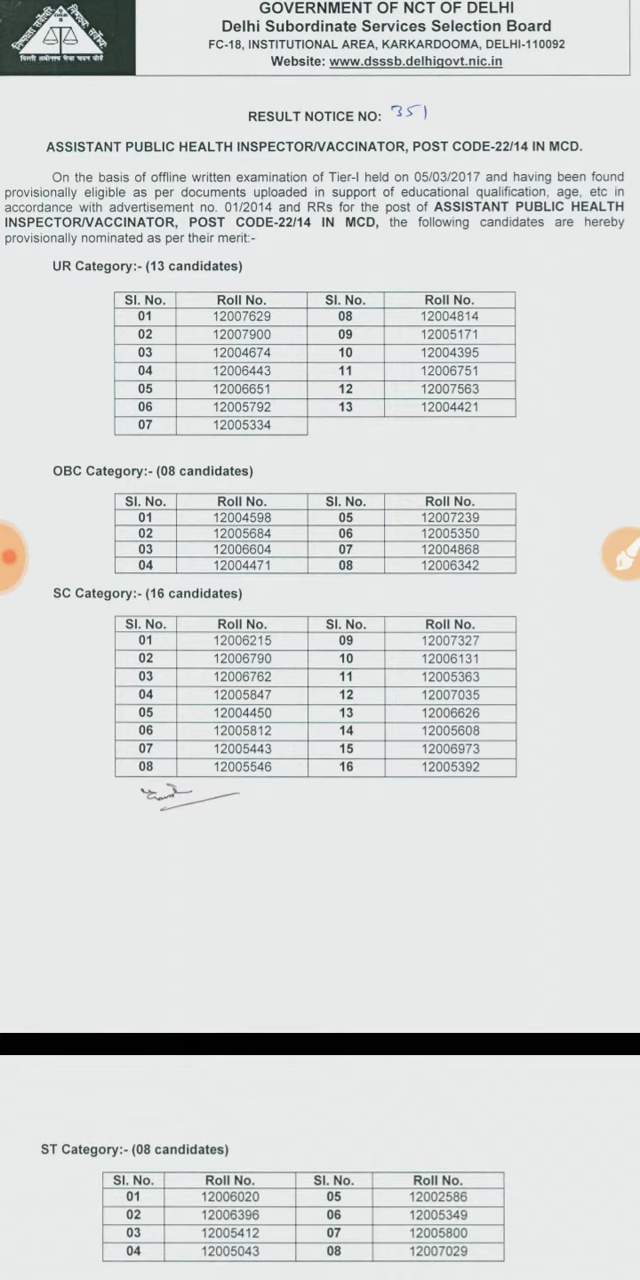 GOVERNMENT OF NCT OF DELHI
Delhi Subordinate Services Selection Board
FC-18, INSTITUTIONAL AREA, KARKARDOOMA, DELHI-110092
Website: www.dsssb.delhigovt.nic.in
RESULT NOTICE NO: 351
ASSISTANT PUBLIC HEALTH INSPECTOR/VACCINATOR, POST CODE-22/14 IN MCD.
On the basis of offline written examination of Tier-I held on 05/03/2017 and having been found
provisionally eligible as per documents uploaded in support of educational qualification, age, etc in
accordance with advertisement no. 01/2014 and RRs for the post of ASSISTANT PUBLIC HEALTH
INSPECTOR/VACCINATOR, POST CODE-22/14 IN MCD, the following candidates are hereby
provisionally nominated as per their merit:-
UR Category:- (13 candidates)
Sl. No. Roll No. Sl. No. Roll No.
01 12007629 08 12004814
02 12007900 09 12005171
03 12004674 10 12004395
04 12006443 11 12006751
05 12006651 12 12007563
06 12005792 13 12004421
07 12005334
OBC Category:- (08 candidates)
Sl. No. Roll No. Sl. No. Roll No.
01 12004598 05 12007239
02 12005684 06 12005350
03 12006604 07 12004868
04 12004471 08 12006342
SC Category:- (16 candidates)
Sl. No. Roll No. Sl. No. Roll No.
01 12006215 09 12007327
02 12006790 10 12006131
03 12006762 11 12005363
04 12005847 12 12007035
05 12004450 13 12006626
06 12005812 14 12005608
07 12005443 15 12006973
08 12005546 16 12005392
ST Category:- (08 candidates)
Sl. No. Roll No. Sl. No. Roll No.
01 12006020 05 12002586
02 12006396 06 12005349
03 12005412 07 12005800
04 12005043 08 12007029